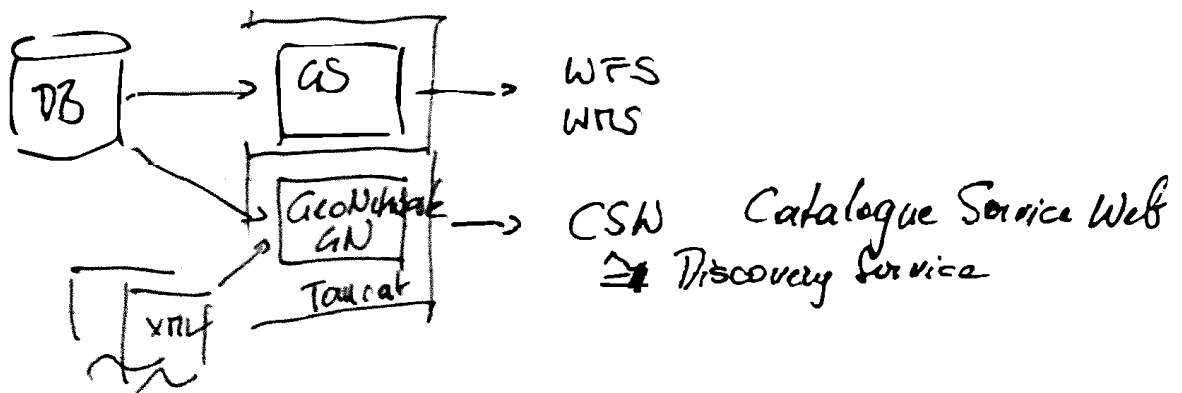 DB
GS
WFS
WMS
GeoNetwork
GN
Tomcat
XML
CSW Catalogue Service Web
≅ Discovery Service